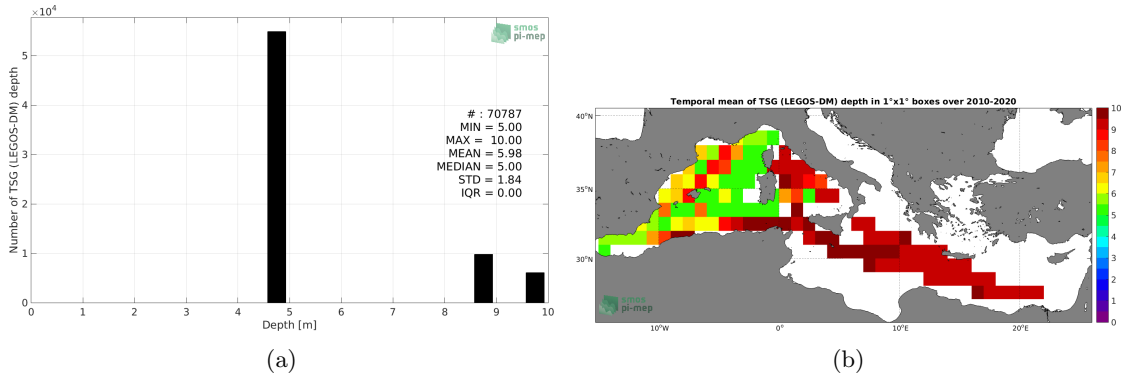 ×10⁴
smos
pi-mep
5
4
3
2
1
0
Number of TSG (LEGOS-DM) depth
# : 70787
MIN = 5.00
MAX = 10.00
MEAN = 5.98
MEDIAN = 5.00
STD = 1.84
IQR = 0.00
0 1 2 3 4 5 6 7 8 9 10
Depth [m]
(a)
Temporal mean of TSG (LEGOS-DM) depth in 1°x1° boxes over 2010-2020
40°N
35°N
30°N
10°W 0° 10°E 20°E
smos
pi-mep
10
9
8
7
6
5
4
3
2
1
0
(b)